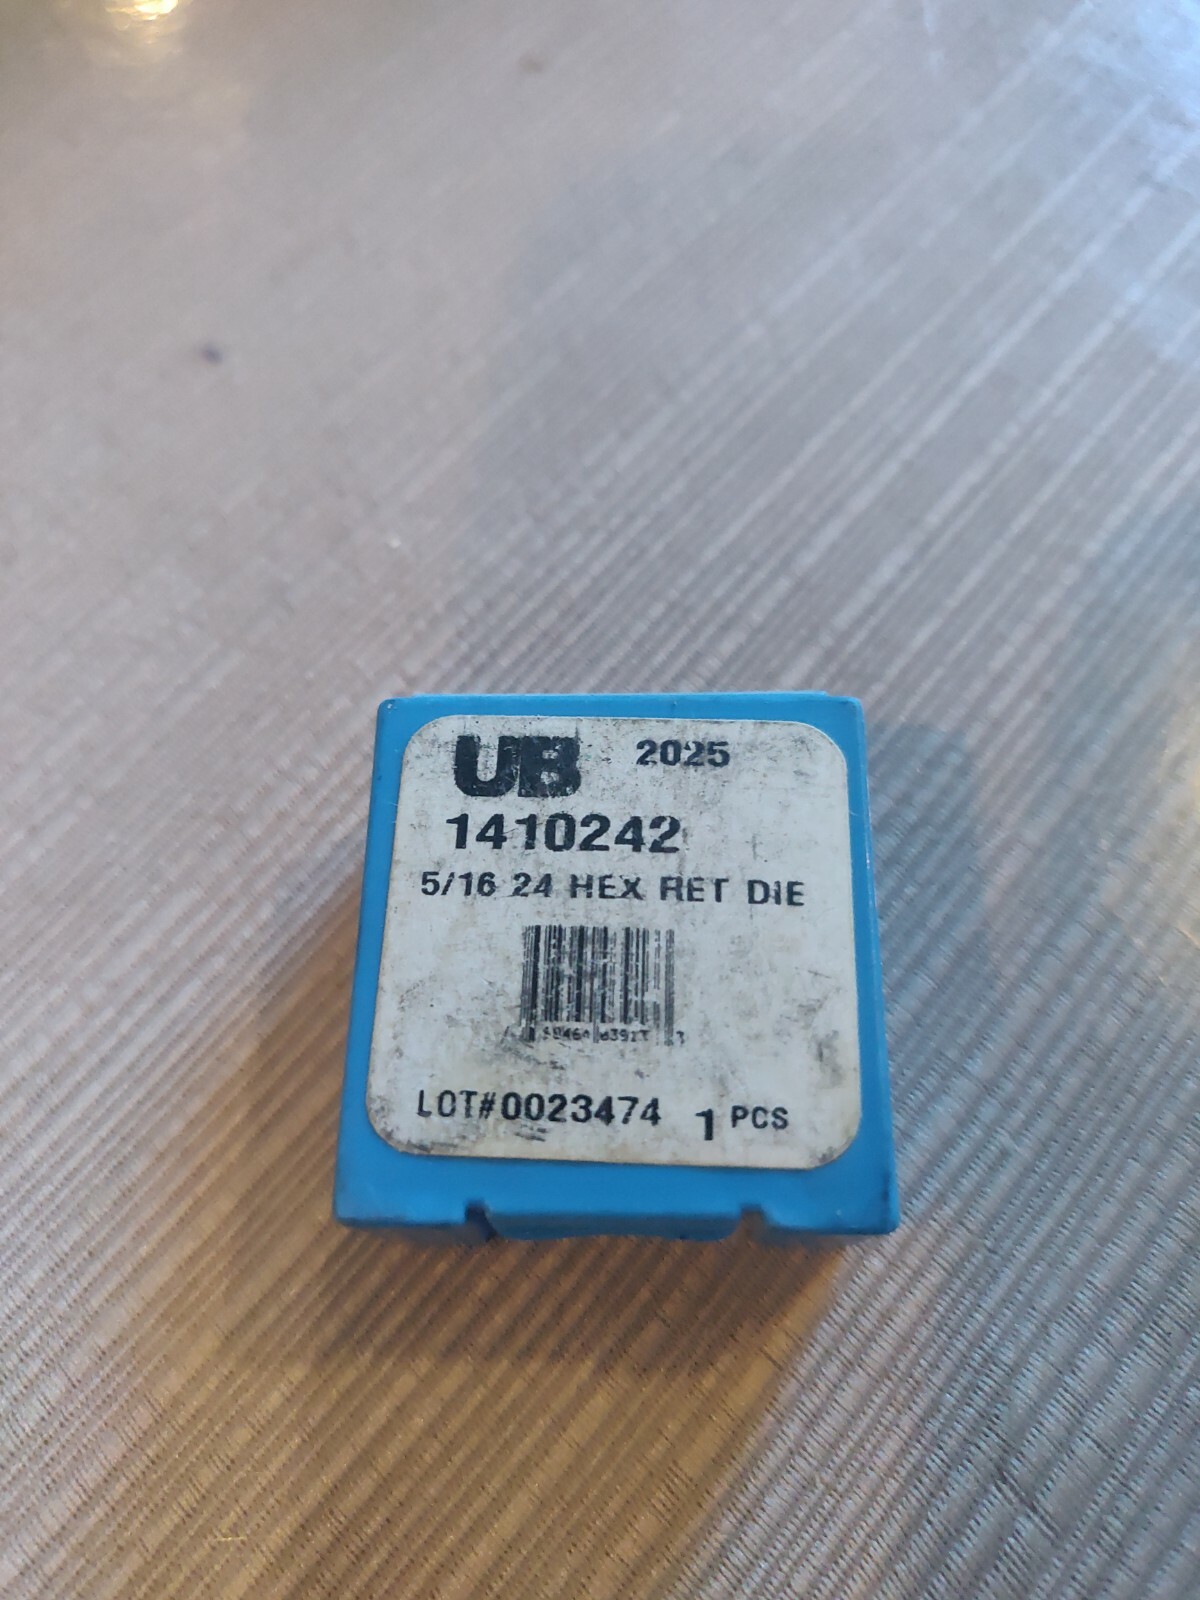 UB 2025
1410242
5/16 24 HEX RET DIE
LOT#0023474 1 PCS